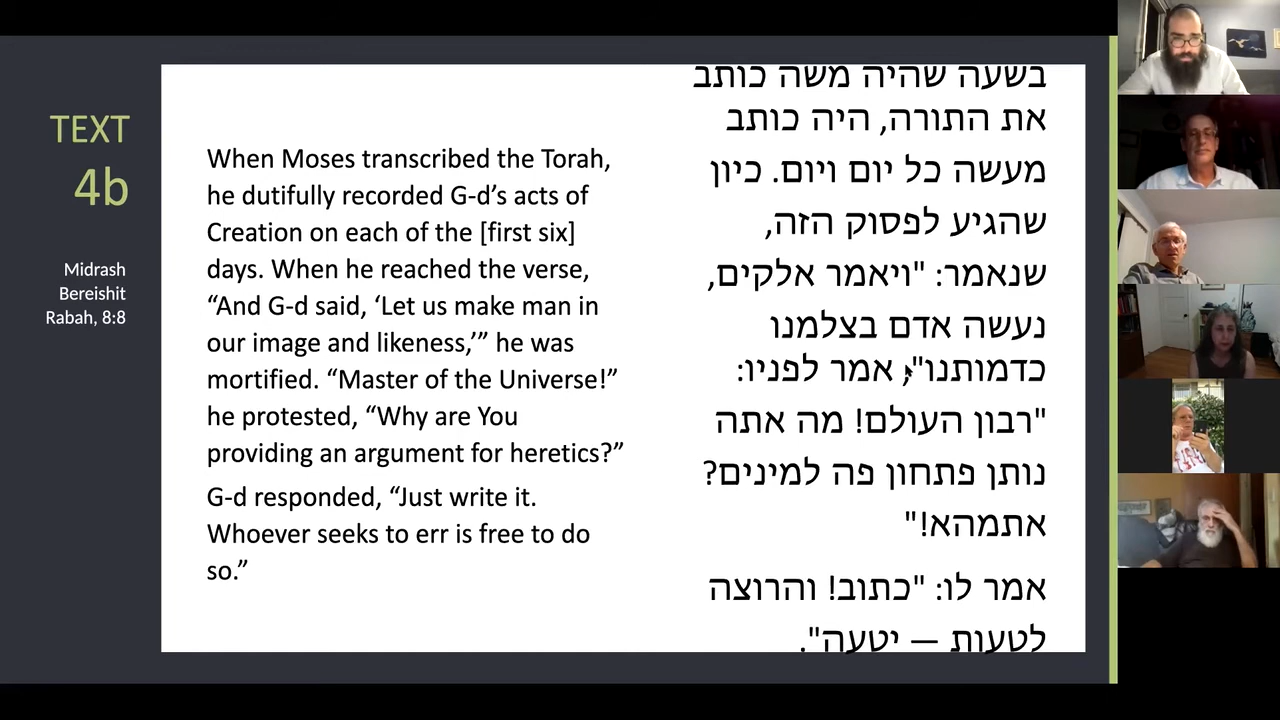 TEXT
4b
Midrash
Bereishit
Rabah, 8:8
When Moses transcribed the Torah,
he dutifully recorded G-d’s acts of
Creation on each of the [first six]
days. When he reached the verse,
“And G-d said, ‘Let us make man in
our image and likeness,’” he was
mortified. “Master of the Universe!”
he protested, “Why are You
providing an argument for heretics?”
G-d responded, “Just write it.
Whoever seeks to err is free to do
so.”
בשעה שהיה משה כותב
את התורה, היה כותב
מעשה כל יום ויום. כיון
שהגיע לפסוק הזה,
שנאמר: "ויאמר אלקים,
נעשה אדם בצלמנו
כדמותנו", אמר לפניו:
"רבון העולם! מה אתה
נותן פתחון פה למינים?
אתמהא!"
אמר לו: "כתוב! והרוצה
לטעות — יטעה".